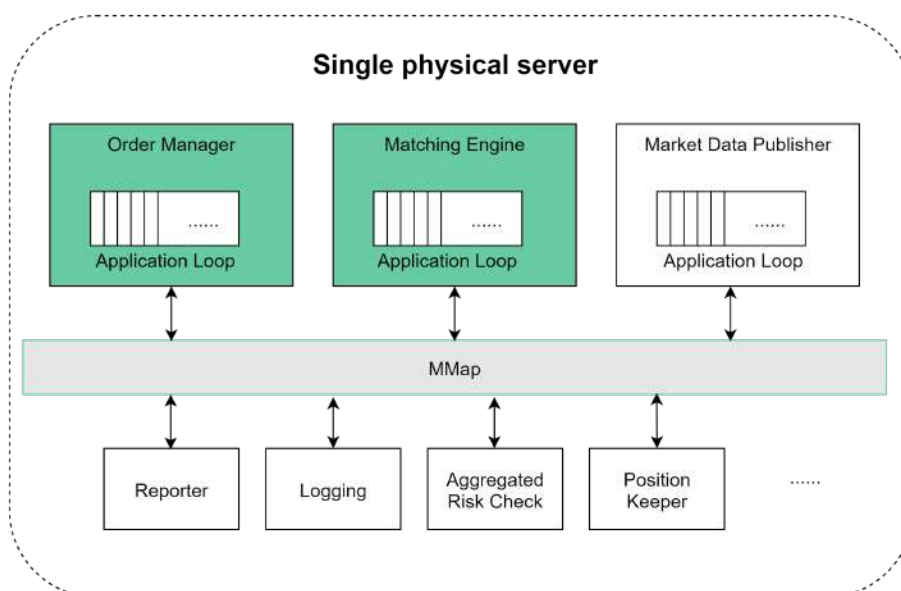 Single physical server
Order Manager
Matching Engine
Market Data Publisher
......
......
......
Application Loop
Application Loop
Application Loop
MMap
Reporter
Logging
Aggregated
Risk Check
Position
Keeper
......